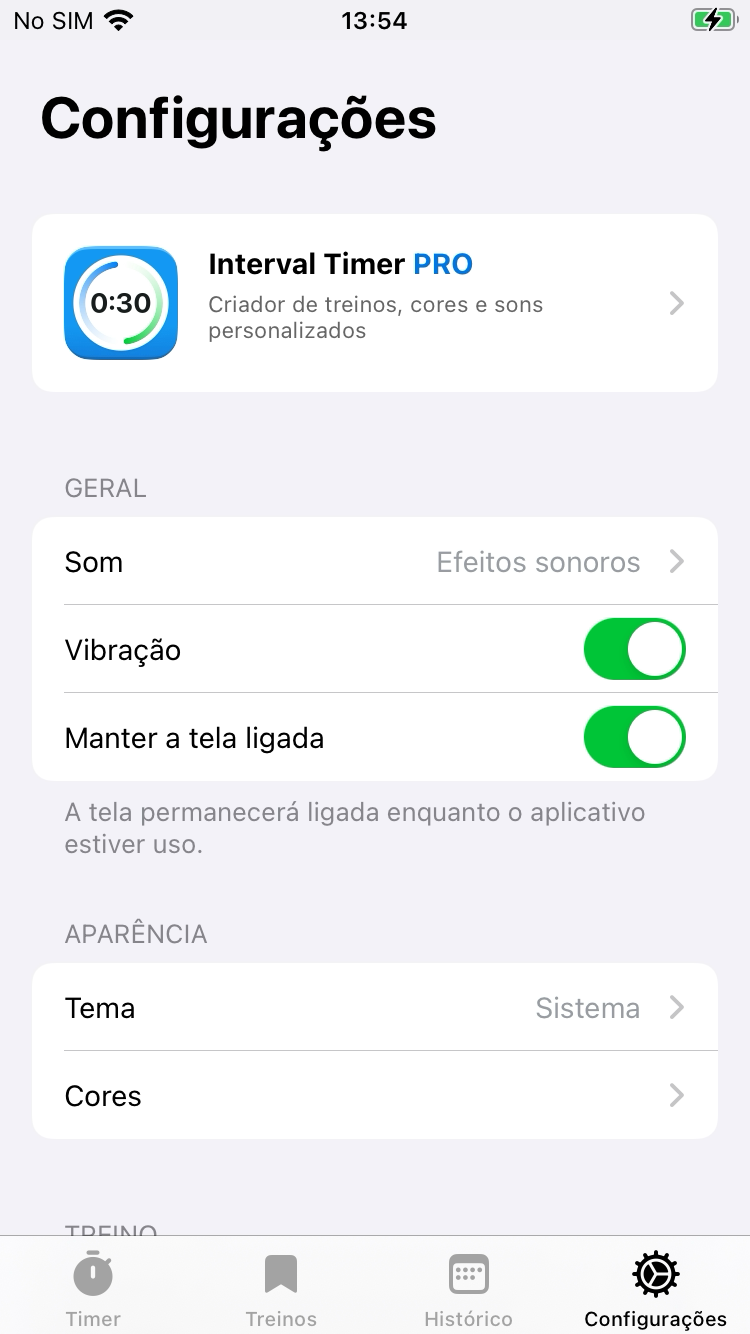 No SIM 13:54
Configurações
0:30
Interval Timer PRO
Criador de treinos, cores e sons
personalizados
GERAL
Som Efeitos sonoros
Vibração
Manter a tela ligada
A tela permanecerá ligada enquanto o aplicativo
estiver uso.
APARÊNCIA
Tema Sistema
Cores
TREINO
Timer Treinos Histórico Configurações